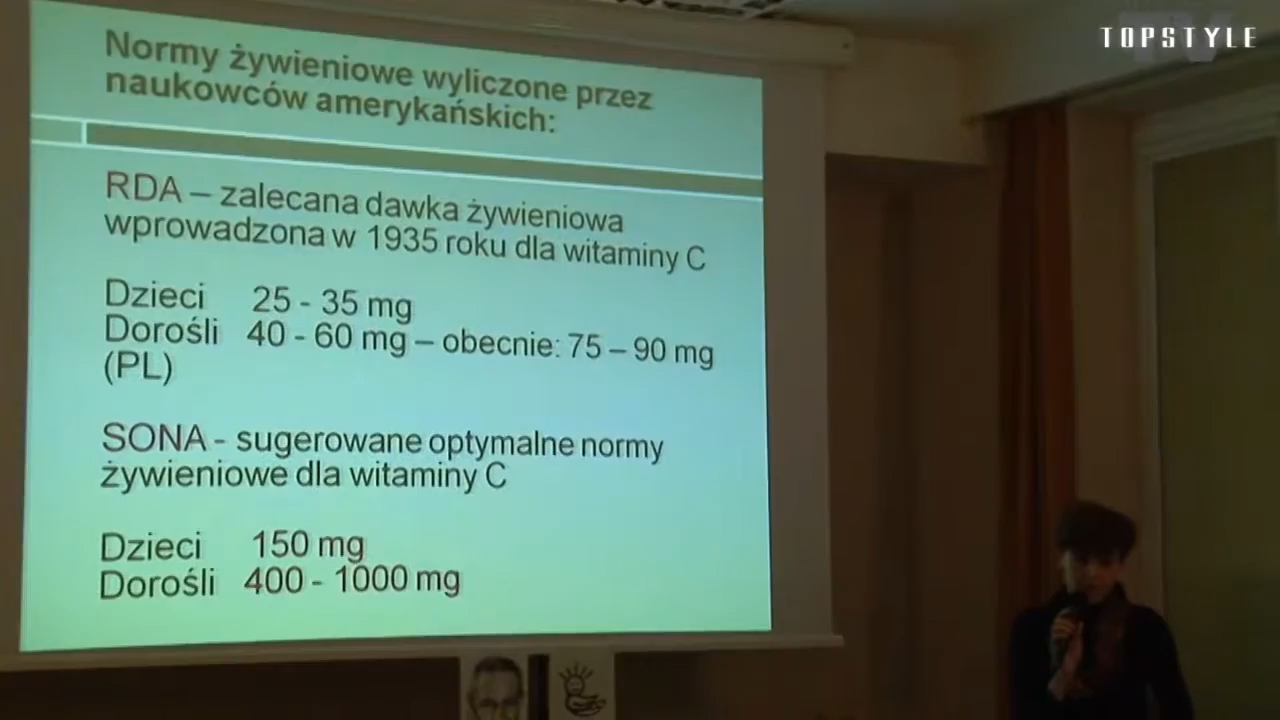 TOPSTYLE
Normy żywieniowe wyliczone przez
naukowców amerykańskich:
RDA – zalecana dawka żywieniowa
wprowadzona w 1935 roku dla witaminy C
Dzieci 25 - 35 mg
Dorośli 40 - 60 mg – obecnie: 75 – 90 mg
(PL)
SONA - sugerowane optymalne normy
żywieniowe dla witaminy C
Dzieci 150 mg
Dorośli 400 - 1000 mg